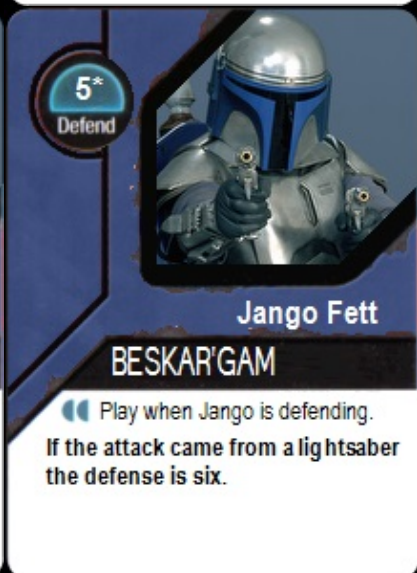 5*
Defend
Jango Fett
BESKAR'GAM
Play when Jango is defending.
If the attack came from a lightsaber
the defense is six.